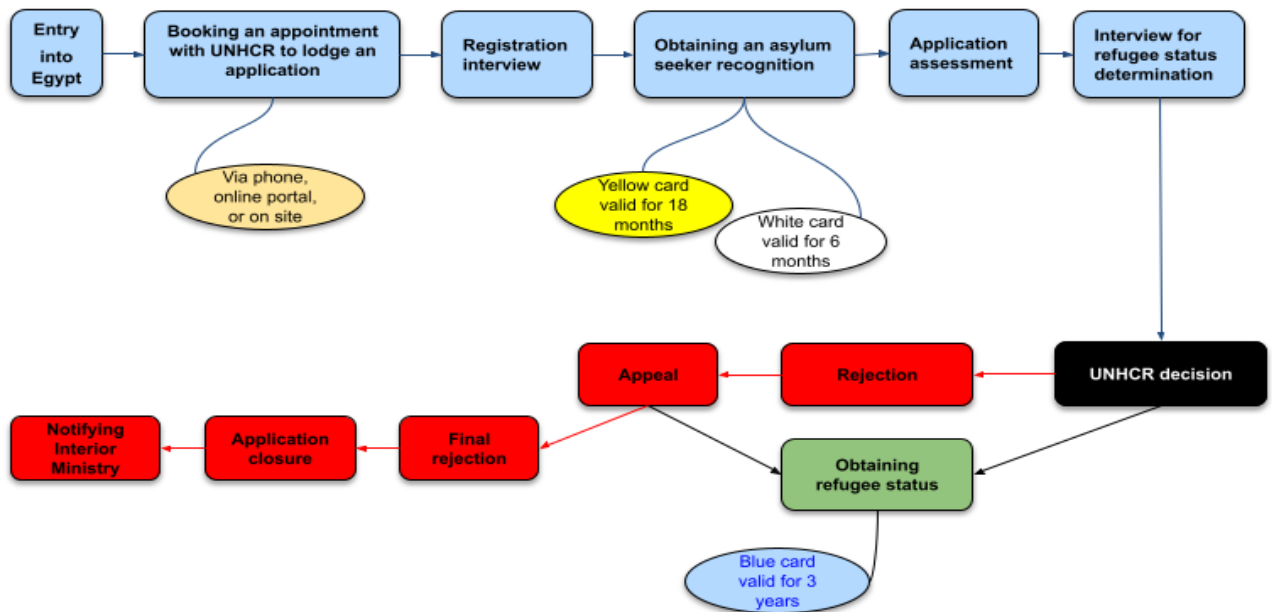 Entry
into
Egypt
Booking an appointment
with UNHCR to lodge an
application
Registration
interview
Obtaining an asylum
seeker recognition
Application
assessment
Interview for
refugee status
determination
Via phone,
online portal,
or on site
Yellow card
valid for 18
months
White card
valid for 6
months
Appeal
Rejection
UNHCR decision
Notifying
Interior
Ministry
Application
closure
Final
rejection
Obtaining
refugee status
Blue card
valid for 3
years